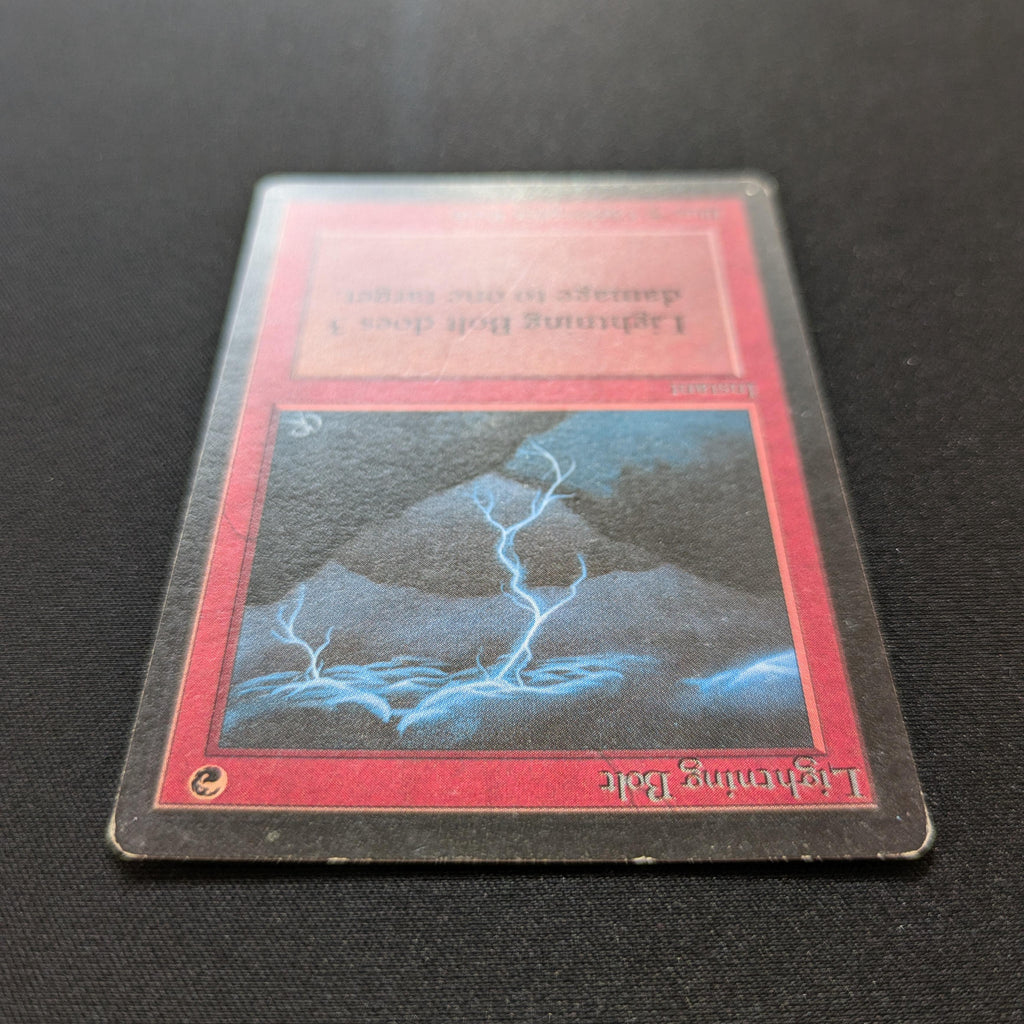 Lightning Bolt
Instant
Lightning Bolt does 3
damage to one target.